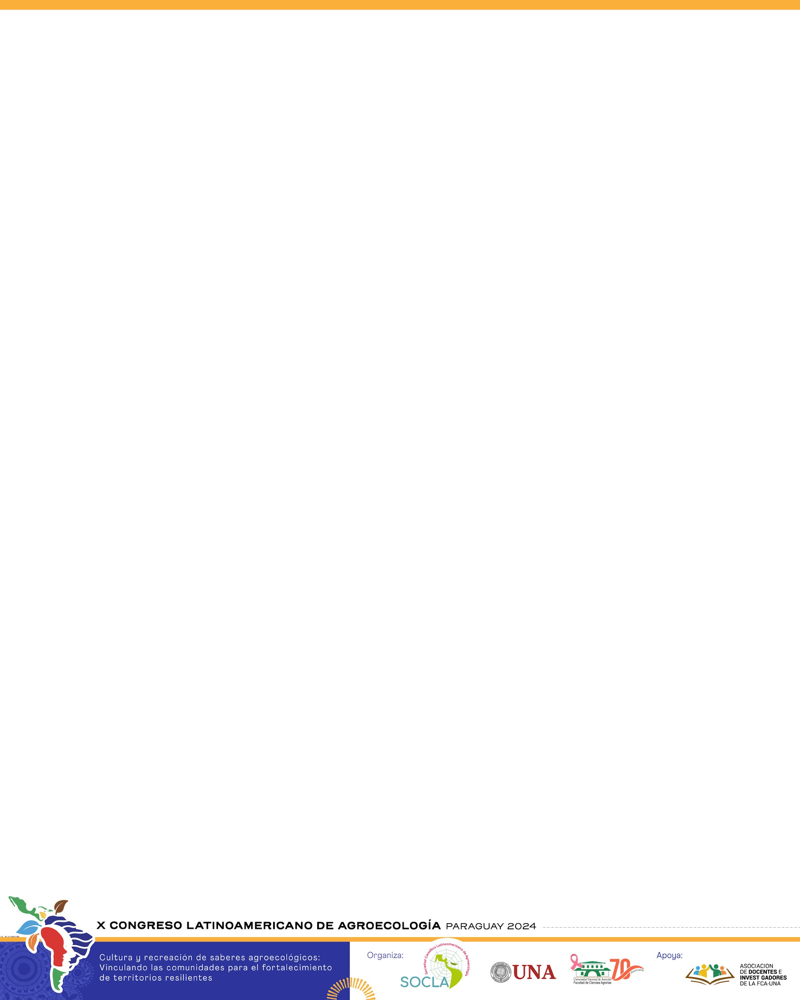 X CONGRESO LATINOAMERICANO DE AGROECOLOGÍA PARAGUAY 2024
Cultura y recreación de saberes agroecológicos:
Vinculando las comunidades para el fortalecimiento
de territorios resilientes
Organiza:
Sociedad Científica Latinoamericana de Agroecología
SOCLA
UNA
Universidad Nacional de Asunción
Facultad de Ciencias Agrarias
70
Aniversario
Apoya:
ASOCIACION
DE DOCENTES E
INVEST GADORES
DE LA FCA-UNA